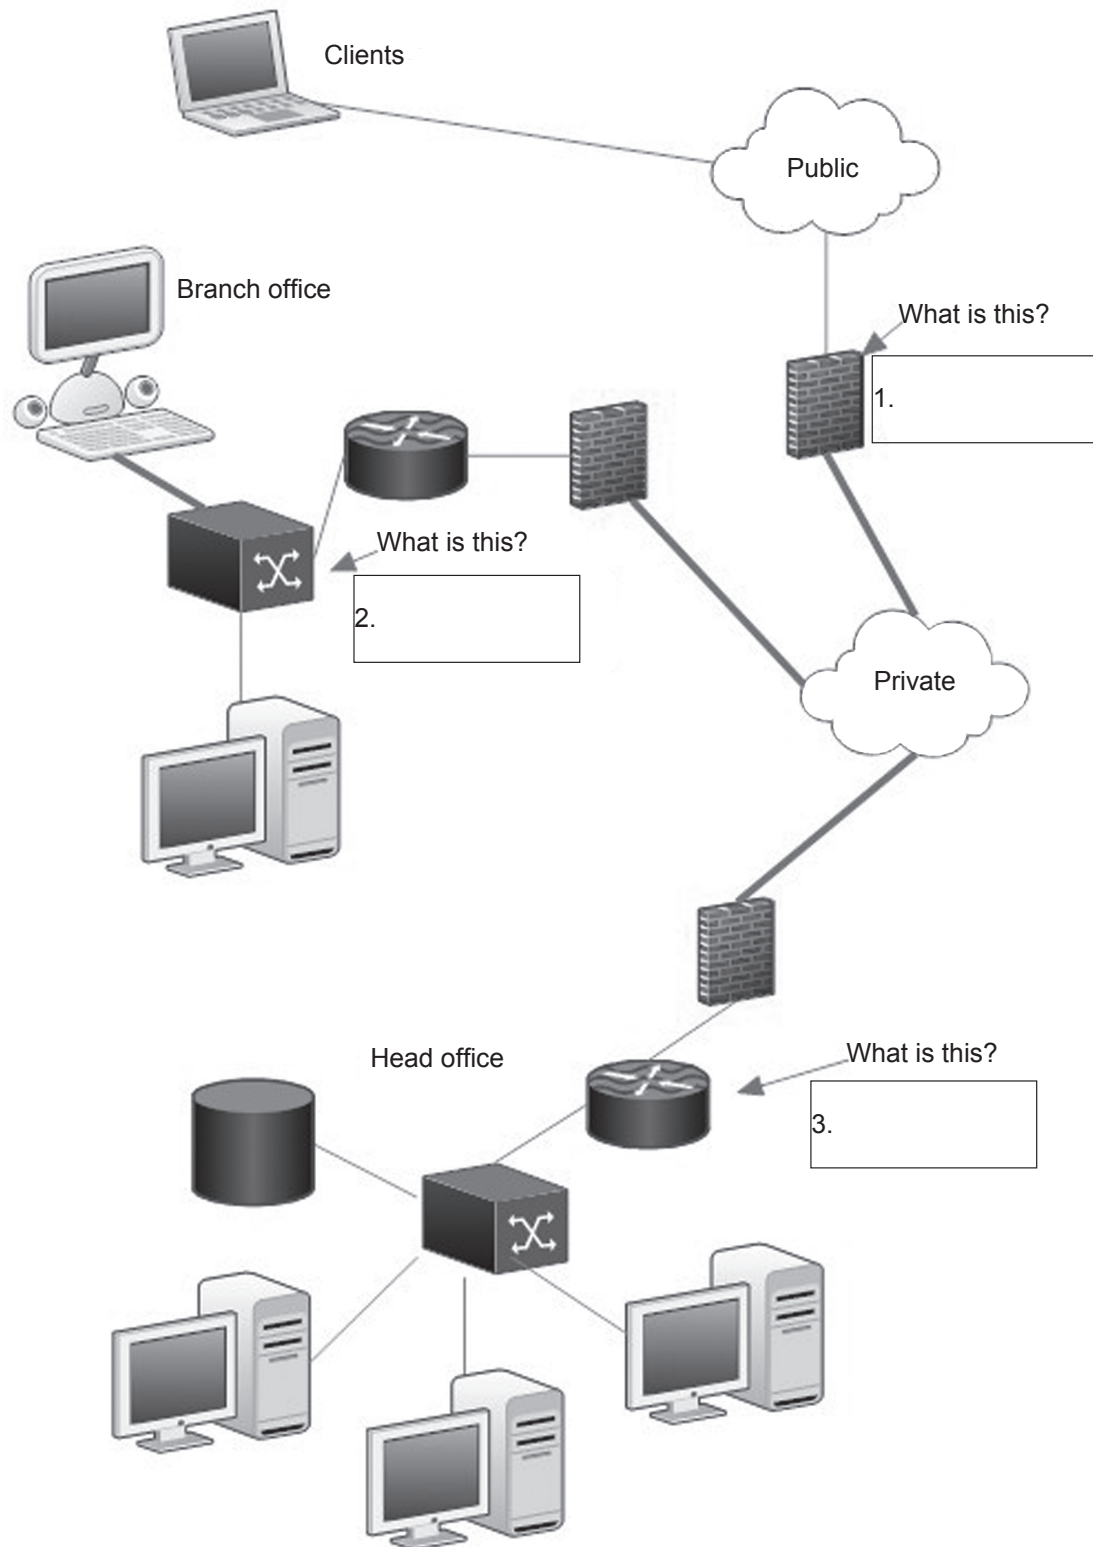 Clients
Public
Branch office
What is this?
1.
What is this?
2.
Private
Head office
What is this?
3.